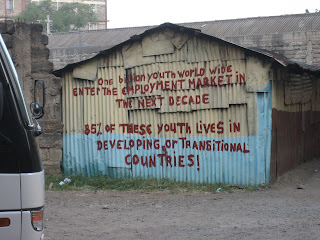 ONE billION YOUTH WORLD WIDE
ENTER THE EMPLOYMENT MARKET IN
THE NEXT DECADE
85% OF THESE YOUTH LIVES IN
DEVELOPING OR TRANSITIONAL
COUNTRIES!